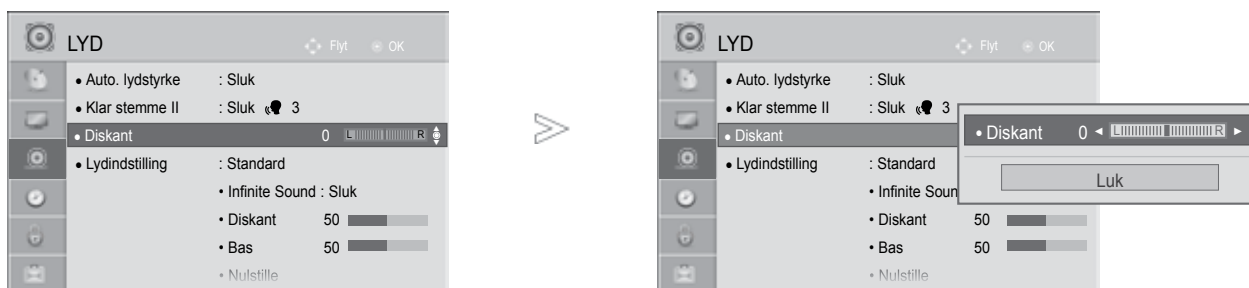 LYD Flyt OK
• Auto. lydstyrke : Sluk
• Klar stemme II : Sluk 3
• Diskant 0 L R
• Lydindstilling : Standard
• Infinite Sound : Sluk
• Diskant 50
• Bas 50
• Nulstille
LYD Flyt OK
• Auto. lydstyrke : Sluk
• Klar stemme II : Sluk 3
• Diskant
• Lydindstilling : Standard
• Infinite Soun
• Diskant 50
• Bas 50
• Nulstille
• Diskant 0 ◄ L R ►
Luk